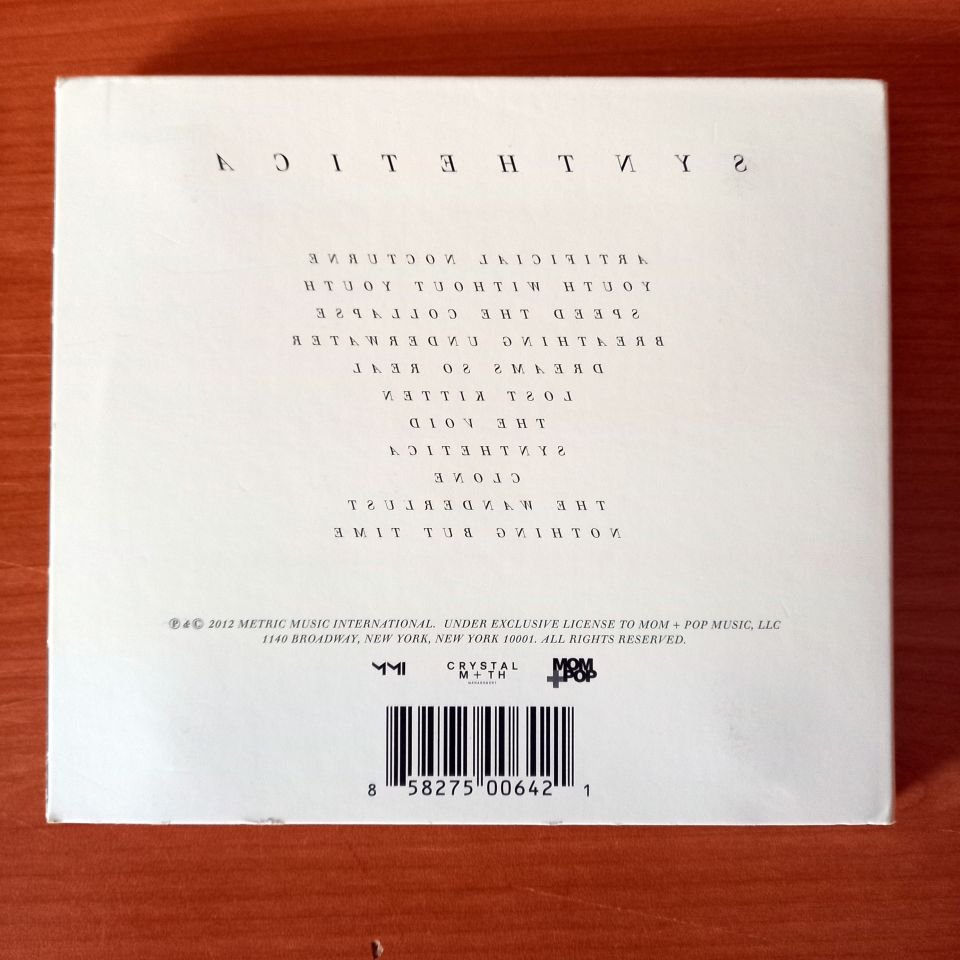 SYNTHETICA
ARTIFICIAL NOCTURNE
YOUTH WITHOUT YOUTH
SPEED THE COLLAPSE
BREATHING UNDERWATER
DREAMS SO REAL
LOST KITTEN
THE VOID
SYNTHETICA
CLONE
THE WANDERLUST
NOTHING BUT TIME
℗ & © 2012 METRIC MUSIC INTERNATIONAL. UNDER EXCLUSIVE LICENSE TO MOM + POP MUSIC, LLC
1140 BROADWAY, NEW YORK, NEW YORK 10001. ALL RIGHTS RESERVED.
MMI
CRYSTAL
M+TH
MANAGEMENT
MOM
+POP
8 58275 00642 1